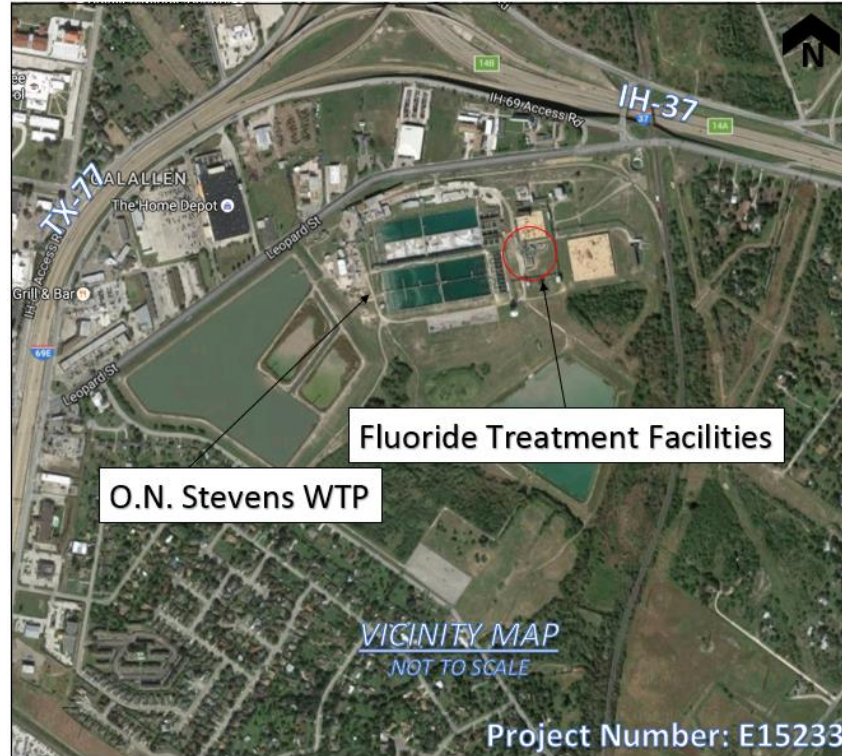 N
14B
IH-37
IH-69 Access Rd
37
14A
TX-77
CALALLEN
The Home Depot
Leopard St
Access R
Grill & Bar
69E
Leopard St
Fluoride Treatment Facilities
O.N. Stevens WTP
VICINITY MAP
NOT TO SCALE
Project Number: E15233